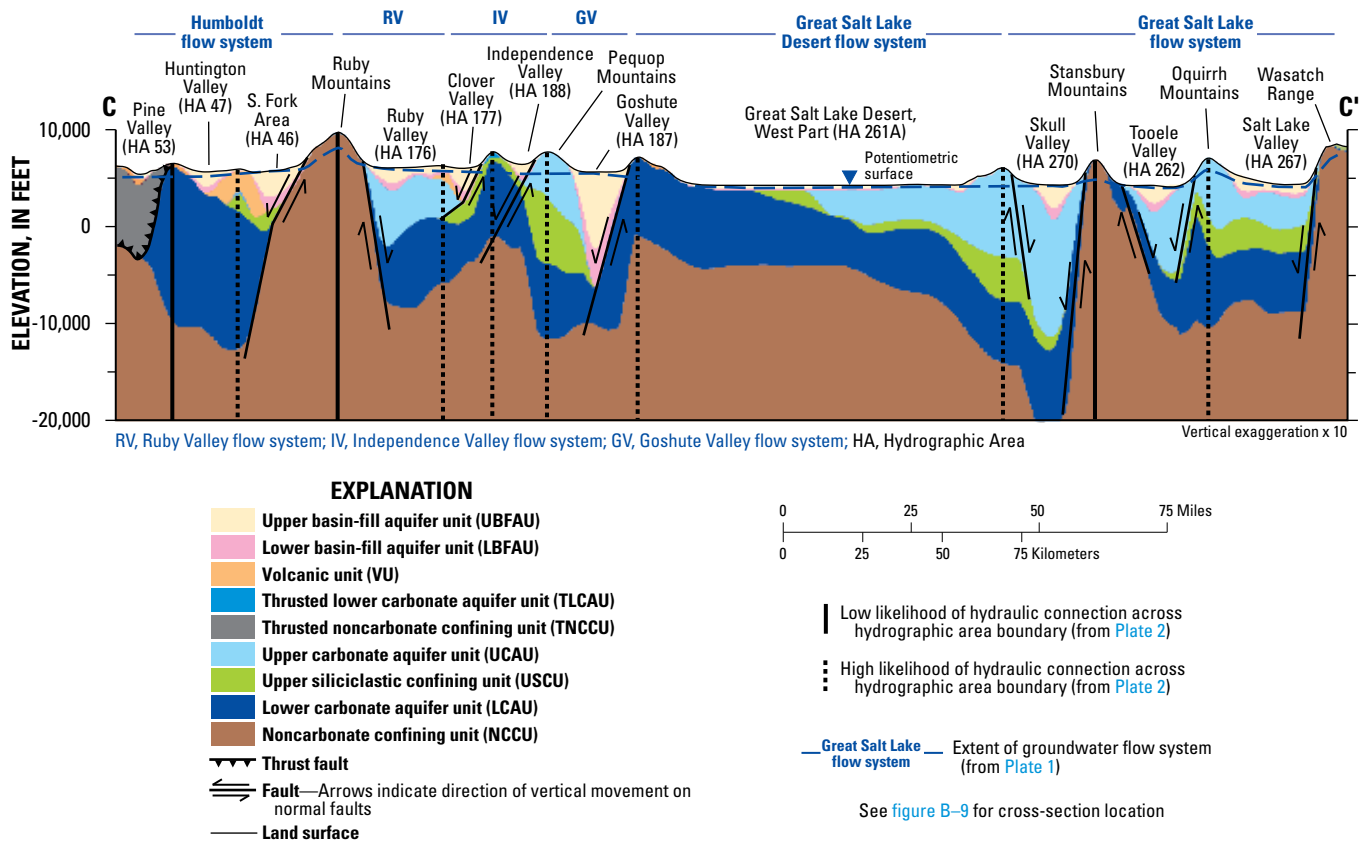 Humboldt
flow system
RV
IV
GV
Great Salt Lake
Desert flow system
Great Salt Lake
flow system
C
Pine
Valley
(HA 53)
Huntington
Valley
(HA 47)
S. Fork
Area
(HA 46)
Ruby
Mountains
Ruby
Valley
(HA 176)
Clover
Valley
(HA 177)
Independence
Valley
(HA 188)
Pequop
Mountains
Goshute
Valley
(HA 187)
Great Salt Lake Desert,
West Part (HA 261A)
Potentiometric
surface
Skull
Valley
(HA 270)
Stansbury
Mountains
Tooele
Valley
(HA 262)
Oquirrh
Mountains
Salt Lake
Valley
(HA 267)
Wasatch
Range
C'
ELEVATION, IN FEET
10,000
0
-10,000
-20,000
RV, Ruby Valley flow system; IV, Independence Valley flow system; GV, Goshute Valley flow system; HA, Hydrographic Area
Vertical exaggeration x 10
EXPLANATION
Upper basin-fill aquifer unit (UBFAU)
Lower basin-fill aquifer unit (LBFAU)
Volcanic unit (VU)
Thrusted lower carbonate aquifer unit (TLCAU)
Thrusted noncarbonate confining unit (TNCCU)
Upper carbonate aquifer unit (UCAU)
Upper siliciclastic confining unit (USCU)
Lower carbonate aquifer unit (LCAU)
Noncarbonate confining unit (NCCU)
Thrust fault
Fault—Arrows indicate direction of vertical movement on
normal faults
Land surface
0 25 50 75 Miles
0 25 50 75 Kilometers
Low likelihood of hydraulic connection across
hydrographic area boundary (from Plate 2)
High likelihood of hydraulic connection across
hydrographic area boundary (from Plate 2)
Great Salt Lake
flow system
Extent of groundwater flow system
(from Plate 1)
See figure B–9 for cross-section location